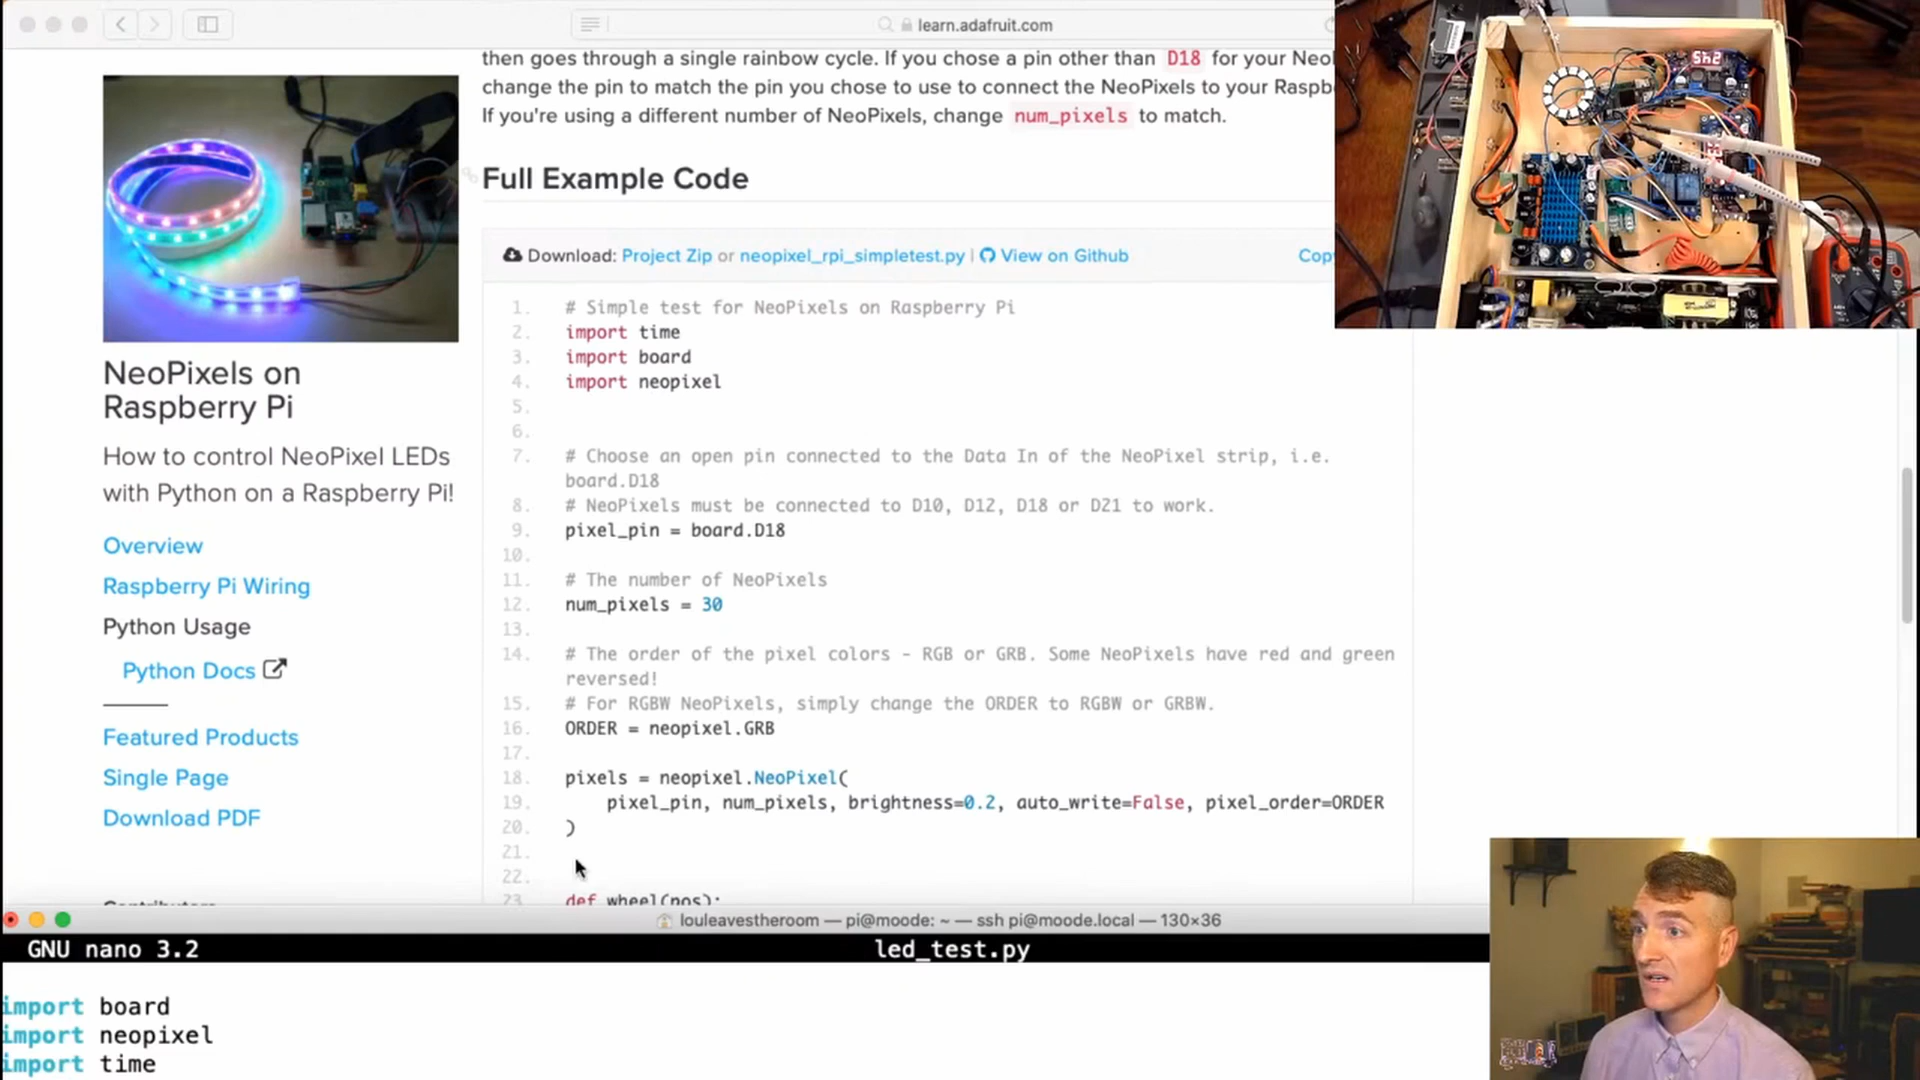 learn.adafruit.com
then goes through a single rainbow cycle. If you chose a pin other than D18 for your Neo
change the pin to match the pin you chose to use to connect the NeoPixels to your Raspb
If you're using a different number of NeoPixels, change num_pixels to match.
Full Example Code
Download: Project Zip or neopixel_rpi_simpletest.py | View on Github
Copy
1. # Simple test for NeoPixels on Raspberry Pi
2. import time
3. import board
4. import neopixel
5.
6.
7. # Choose an open pin connected to the Data In of the NeoPixel strip, i.e.
board.D18
8. # NeoPixels must be connected to D10, D12, D18 or D21 to work.
9. pixel_pin = board.D18
10.
11. # The number of NeoPixels
12. num_pixels = 30
13.
14. # The order of the pixel colors - RGB or GRB. Some NeoPixels have red and green
reversed!
15. # For RGBW NeoPixels, simply change the ORDER to RGBW or GRBW.
16. ORDER = neopixel.GRB
17.
18. pixels = neopixel.NeoPixel(
19. pixel_pin, num_pixels, brightness=0.2, auto_write=False, pixel_order=ORDER
20. )
21.
22.
23 def wheel(pos):
NeoPixels on
Raspberry Pi
How to control NeoPixel LEDs
with Python on a Raspberry Pi!
Overview
Raspberry Pi Wiring
Python Usage
Python Docs
Featured Products
Single Page
Download PDF
Contributors
louleavestheroom — pi@moode: ~ — ssh pi@moode.local — 130×36
GNU nano 3.2
led_test.py
import board
import neopixel
import time